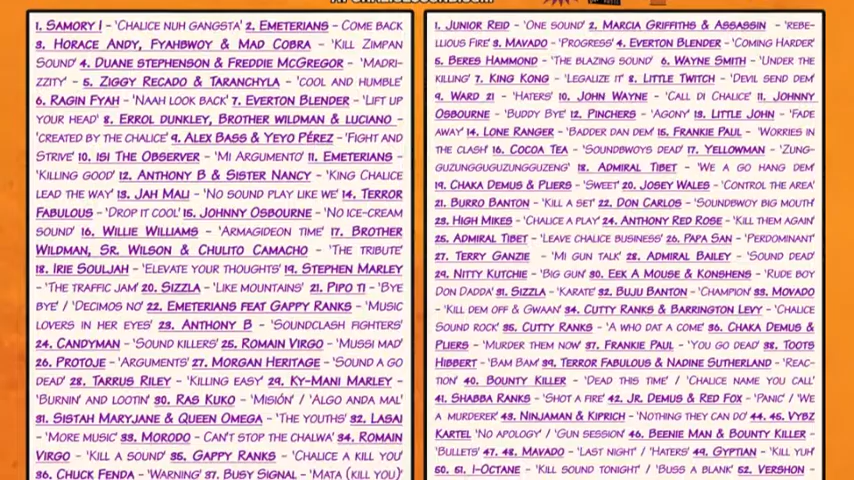 1. Samory I - 'Chalice nuh gangsta' 2. Emeterians - Come back
3. Horace Andy, Fyahbwoy & Mad Cobra - 'Kill Zimpan
Sound' 4. Duane Stephenson & Freddie McGregor - 'Madri-
zzity' - 5. Ziggy Recado & Taranchyla - 'Cool and humble'
6. Ragin Fyah - 'Naah look back' 7. Everton Blender - 'Lift up
your head' 8. Errol Dunkley, Brother Wildman & Luciano -
'Created by the Chalice' 9. Alex Bass & Yeyo Pérez - 'Fight and
strive' 10. Isi The Observer - 'Mi Argumento' 11. Emeterians -
'Killing good' 12. Anthony B & Sister Nancy - 'King Chalice
lead the way' 13. Jah Mali - 'No sound play like we' 14. Terror
Fabulous - 'Drop it cool' 15. Johnny Osbourne - 'No ice-cream
sound' 16. Willie Williams - 'Armagideon time' 17. Brother
Wildman, Sr. Wilson & Chulito Camacho - 'The tribute'
18. Irie Souljah - 'Elevate your thoughts' 19. Stephen Marley
- 'The traffic jam' 20. Sizzla - 'Like mountains' 21. Pipo Ti - 'Bye
bye' / 'Decimos no' 22. Emeterians feat Gappy Ranks - 'Music
lovers in her eyes' 23. Anthony B - 'Soundclash fighters'
24. Candyman - 'Sound killers' 25. Romain Virgo - 'Mussi mad'
26. Protoje - 'Arguments' 27. Morgan Heritage - 'Sound a go
dead' 28. Tarrus Riley - 'Killing easy' 29. Ky-Mani Marley -
'Burnin' and lootin' 30. Ras Kuko - 'Misión' / 'Algo anda mal'
31. Sistah Maryjane & Queen Omega - 'The youths' 32. Lasai
- 'More music' 33. Morodo - Can't stop the chalwa' 34. Romain
Virgo - 'Kill a sound' 35. Gappy Ranks - 'Chalice a kill you'
36. Chuck Fenda - 'Warning' 37. Busy Signal - 'Mata (kill you)'
1. Junior Reid - 'One sound' 2. Marcia Griffiths & Assassin - 'Rebe-
llious fire' 3. Mavado - 'Progress' 4. Everton Blender - 'Coming harder'
5. Beres Hammond - 'The blazing sound' 6. Wayne Smith - 'Under the
killing' 7. King Kong - 'Legalize it' 8. Little Twitch - 'Devil send dem'
9. Ward 21 - 'Haters' 10. John Wayne - 'Call di Chalice' 11. Johnny
Osbourne - 'Buddy bye' 12. Pinchers - 'Agony' 13. Little John - 'Fade
away' 14. Lone Ranger - 'Badder dan dem' 15. Frankie Paul - 'Worries in
the clash' 16. Cocoa Tea - 'Soundbwoys dead' 17. Yellowman - 'Zung-
guzungguguzungguzeng' 18. Admiral Tibet - 'We a go hang dem'
19. Chaka Demus & Pliers - 'Sweet' 20. Josey Wales - 'Control the area'
21. Burro Banton - 'Kill a set' 22. Don Carlos - 'Soundbwoy big mouth'
23. High Mikes - 'Chalice a play' 24. Anthony Red Rose - 'Kill them again'
25. Admiral Tibet - 'Leave Chalice business' 26. Papa San - 'Perdominant'
27. Terry Ganzie - 'Mi gun talk' 28. Admiral Bailey - 'Sound dead'
29. Nitty Kutchie - 'Big gun' 30. Eek A Mouse & Konshens - 'Rude boy
Don Dadda' 31. Sizzla - 'Karate' 32. Buju Banton - 'Champion' 33. Movado
- 'Kill dem off & gwaan' 34. Cutty Ranks & Barrington Levy - 'Chalice
sound rock' 35. Cutty Ranks - 'A who dat a come' 36. Chaka Demus &
Pliers - 'Murder them now' 37. Frankie Paul - 'You go dead' 38. Toots
Hibbert - 'Bam bam' 39. Terror Fabulous & Nadine Sutherland - 'Reac-
tion' 40. Bounty Killer - 'Dead this time' / 'Chalice name you call'
41. Shabba Ranks - 'Shot a fire' 42. Jr. Demus & Red Fox - 'Panic' / 'We
a murderer' 43. Ninjaman & Kiprich - 'Nothing they can do' 44. 45. Vybz
Kartel 'No apology' / 'Gun session' 46. Beenie Man & Bounty Killer -
'Bullets' 47. 48. Mavado - 'Last night' / 'Haters' 49. Gyptian - 'Kill yuh'
50. 51. I-Octane - 'Kill sound tonight' / 'Buss a blank' 52. Vershon -